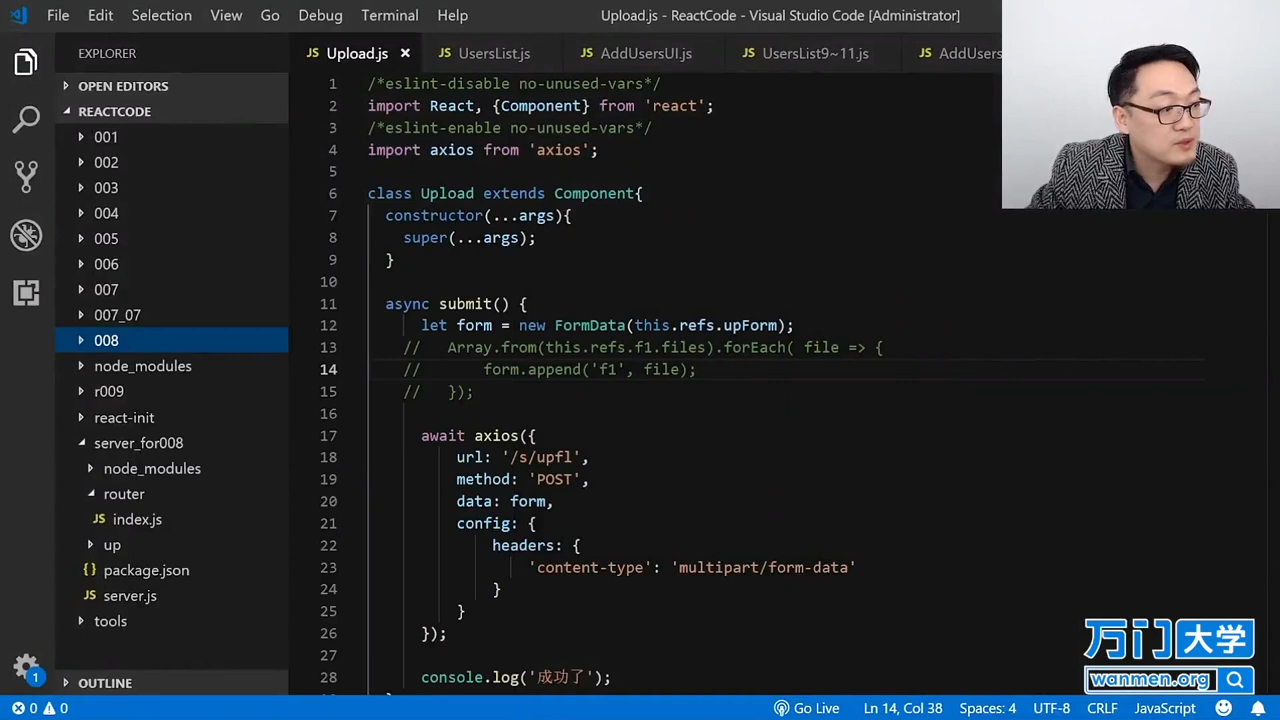 File Edit Selection View Go Debug Terminal Help
Upload.js - ReactCode - Visual Studio Code [Administrator]
EXPLORER
OPEN EDITORS
REACTCODE
001
002
003
004
005
006
007
007_07
008
node_modules
r009
react-init
server_for008
node_modules
router
JS index.js
up
{} package.json
JS server.js
tools
OUTLINE
JS Upload.js × JS UsersList.js JS AddUsersUI.js JS UsersList9~11.js JS AddUsers
1 /*eslint-disable no-unused-vars*/
2 import React, {Component} from 'react';
3 /*eslint-enable no-unused-vars*/
4 import axios from 'axios';
5
6 class Upload extends Component{
7 constructor(...args){
8 super(...args);
9 }
10
11 async submit() {
12 let form = new FormData(this.refs.upForm);
13 // Array.from(this.refs.f1.files).forEach( file => {
14 // form.append('f1', file);
15 // });
16
17 await axios({
18 url: '/s/upfl',
19 method: 'POST',
20 data: form,
21 config: {
22 headers: {
23 'content-type': 'multipart/form-data'
24 }
25 }
26 });
27
28 console.log('成功了');
万门大学
wanmen.org
1
0 0
Go Live Ln 14, Col 38 Spaces: 4 UTF-8 CRLF JavaScript